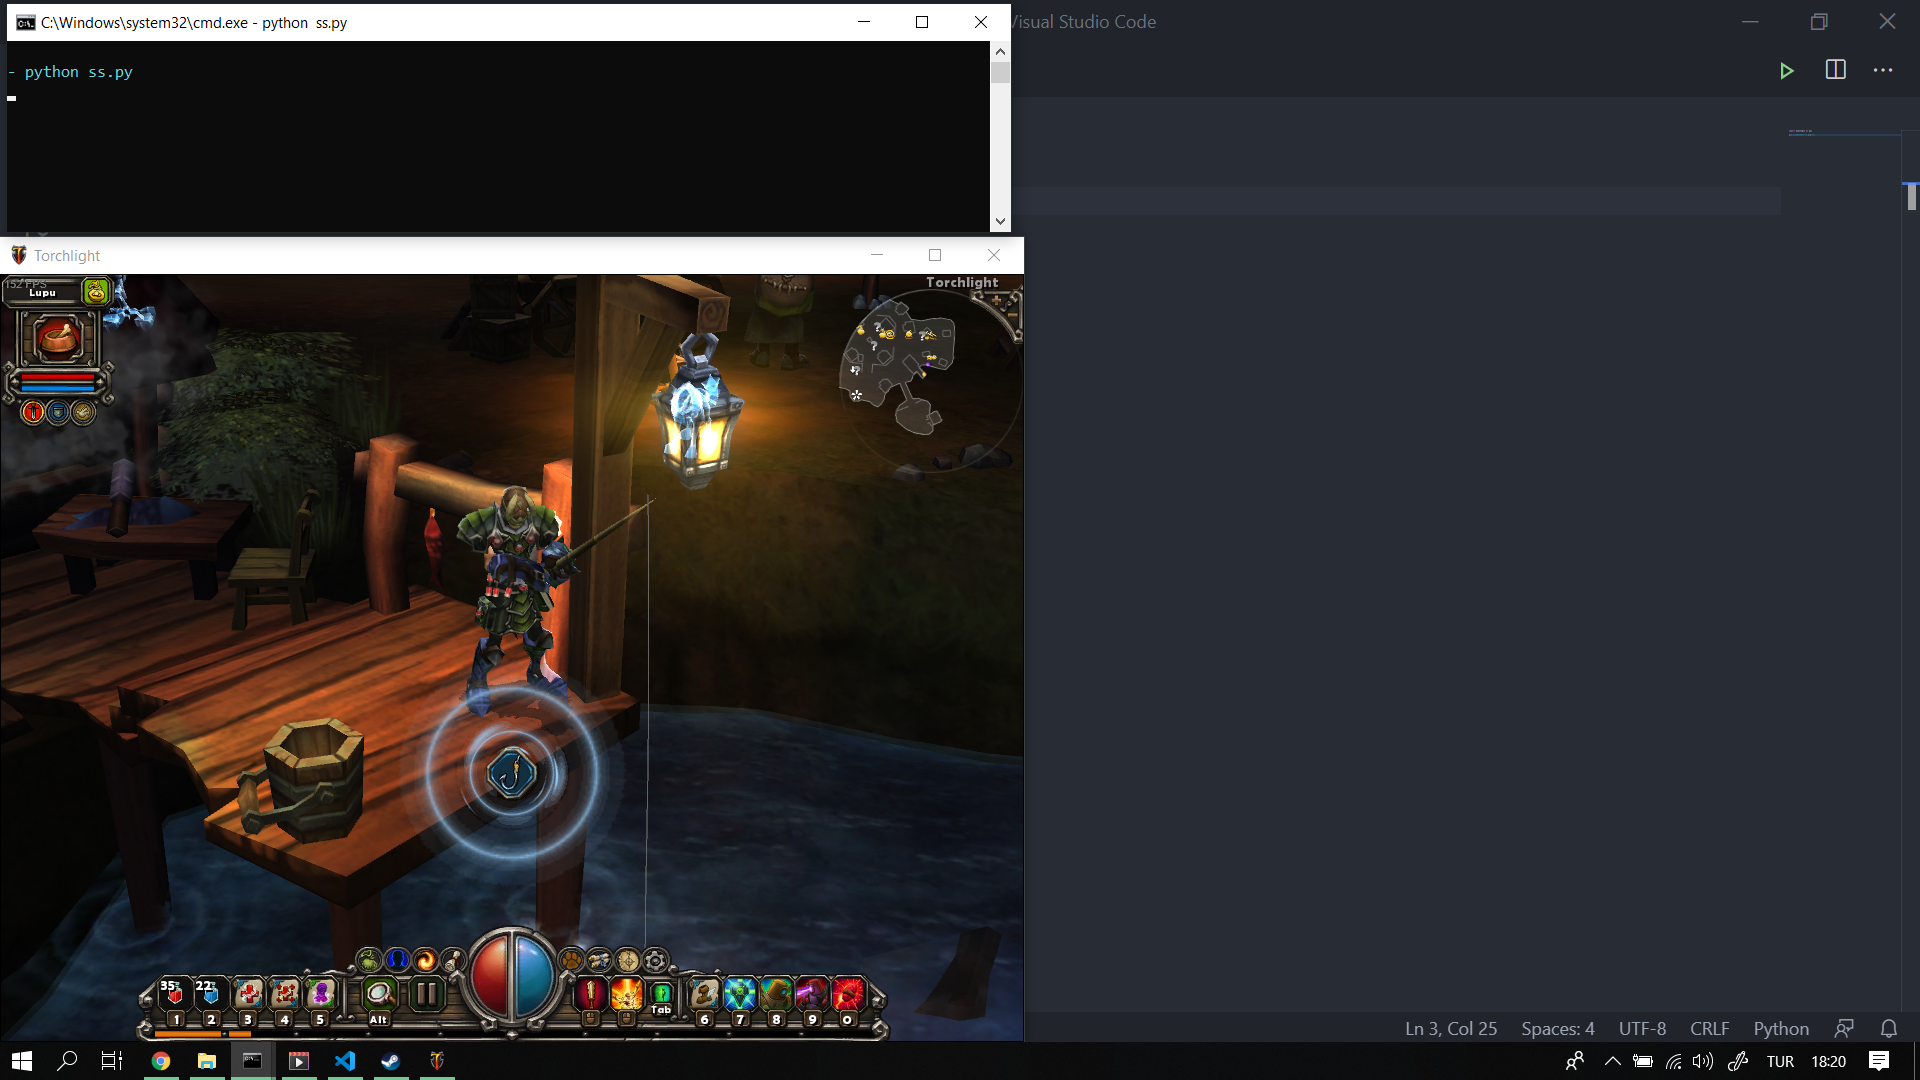 C:\Windows\system32\cmd.exe - python  ss.py
Visual Studio Code
- python ss.py
Torchlight
152 FPS
Lupu
Torchlight
35
22
1
2
3
4
5
Alt
Tab
6
7
8
9
0
Ln 3, Col 25
Spaces: 4
UTF-8
CRLF
Python
TUR
18:20